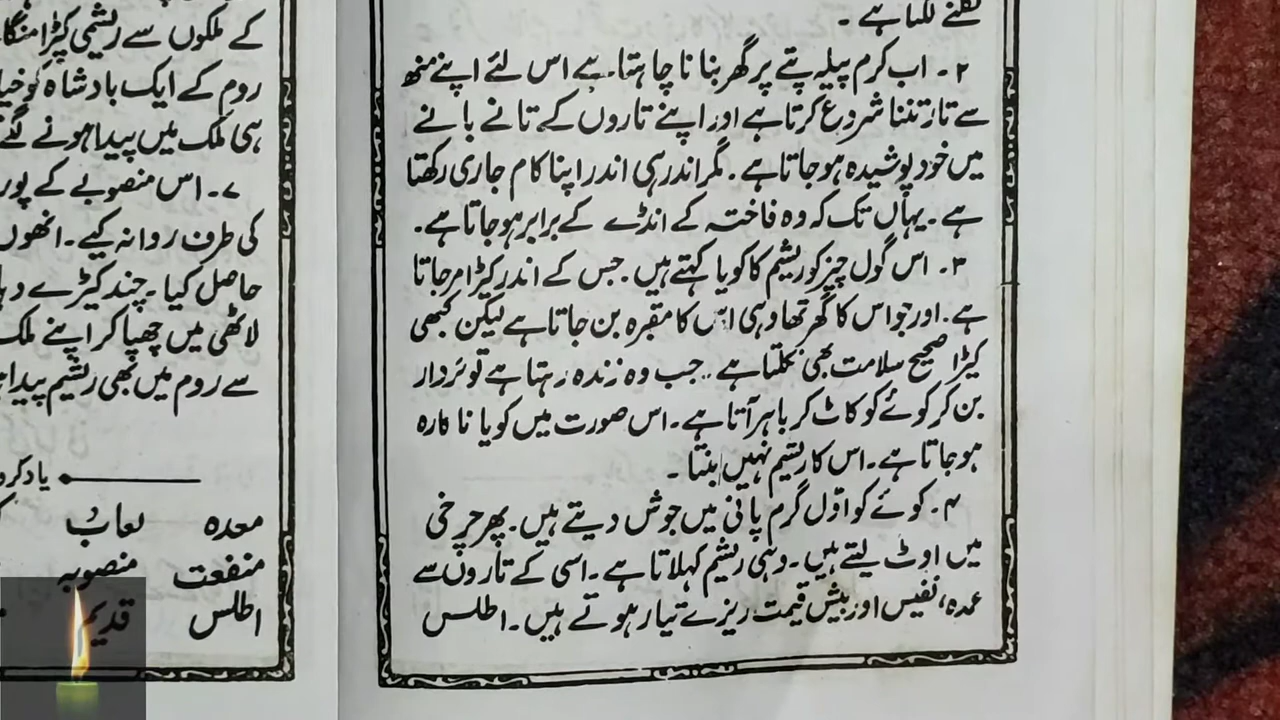 نکلنے لگتا ہے ۔
۲ ۔ اب کرم پیلہ پتے پر گھر بنا نا چاہتا ہے اس لئے اپنے منھ
سے تار تننا شروع کرتا ہے اور اپنے تاروں کے تانے بانے
میں خود پوشیدہ ہو جاتا ہے ۔ مگر اندر ہی اندر اپنا کام جاری رکھتا
ہے ۔ یہاں تک کہ وہ فاختہ کے انڈے کے برابر ہو جاتا ہے ۔
۳ ۔ اس گول چیز کو ریشم کا کویا کہتے ہیں ۔ جس کے اندر کیڑا مر جاتا
ہے ۔ اور جو اس کا گھر تھا وہی اس کا مقبرہ بن جاتا ہے لیکن کبھی
کیڑا صحیح سلامت بھی نکلتا ہے ۔ جب وہ زندہ رہتا ہے تو پردار
بن کر کوئے کو کاٹ کر باہر آتا ہے ۔ اس صورت میں کویا نا کارہ
ہو جاتا ہے ۔ اس کا ریشم نہیں بنتا ۔
۴ ۔ کوئے کو اوّل گرم پانی میں جوش دیتے ہیں ۔ پھر چرخی
میں اوٹ لیتے ہیں ۔ وہی ریشم کہلاتا ہے ۔ اسی کے تاروں سے
عمدہ، نفیس اور بیش قیمت ریزے تیار ہوتے ہیں ۔ اطلس
کے ملکوں سے ریشمی کپڑا منگا
روم کے ایک بادشاہ کو خیا
ہی ملک میں پیدا ہونے لگے
۷ ۔ اس منصوبے کے پور
کی طرف روانہ کیے ۔ انھوں
حاصل کیا ۔ چند کیڑے
لاٹھی میں چھپا کر اپنے ملک
سے روم میں بھی ریشم پیدا
یاد کرو
معدہ لعاب
منفعت منصوبہ
اطلس قدیم